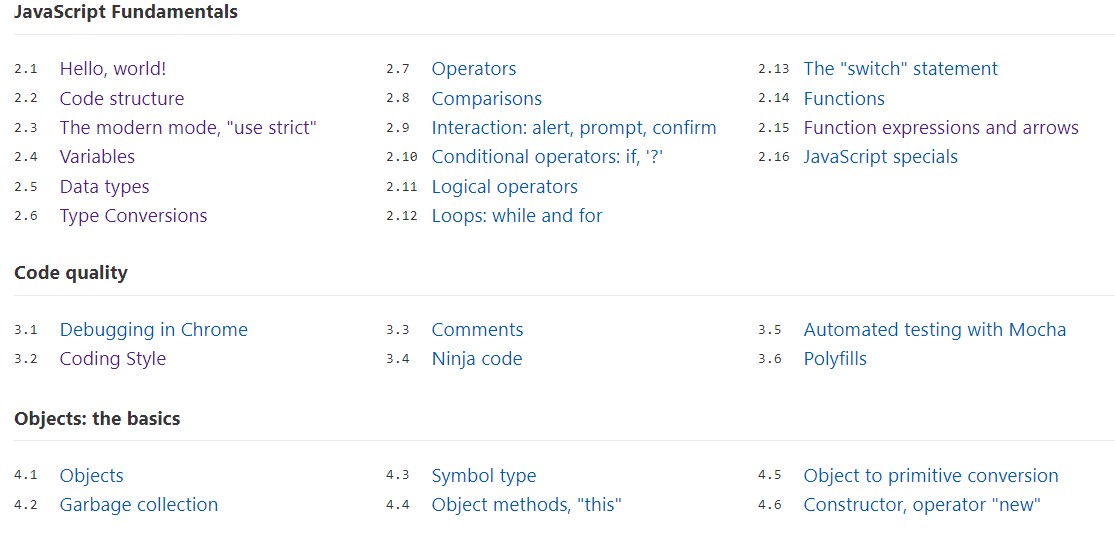 JavaScript Fundamentals
2.1 Hello, world!
2.2 Code structure
2.3 The modern mode, "use strict"
2.4 Variables
2.5 Data types
2.6 Type Conversions
2.7 Operators
2.8 Comparisons
2.9 Interaction: alert, prompt, confirm
2.10 Conditional operators: if, '?'
2.11 Logical operators
2.12 Loops: while and for
2.13 The "switch" statement
2.14 Functions
2.15 Function expressions and arrows
2.16 JavaScript specials
Code quality
3.1 Debugging in Chrome
3.2 Coding Style
3.3 Comments
3.4 Ninja code
3.5 Automated testing with Mocha
3.6 Polyfills
Objects: the basics
4.1 Objects
4.2 Garbage collection
4.3 Symbol type
4.4 Object methods, "this"
4.5 Object to primitive conversion
4.6 Constructor, operator "new"